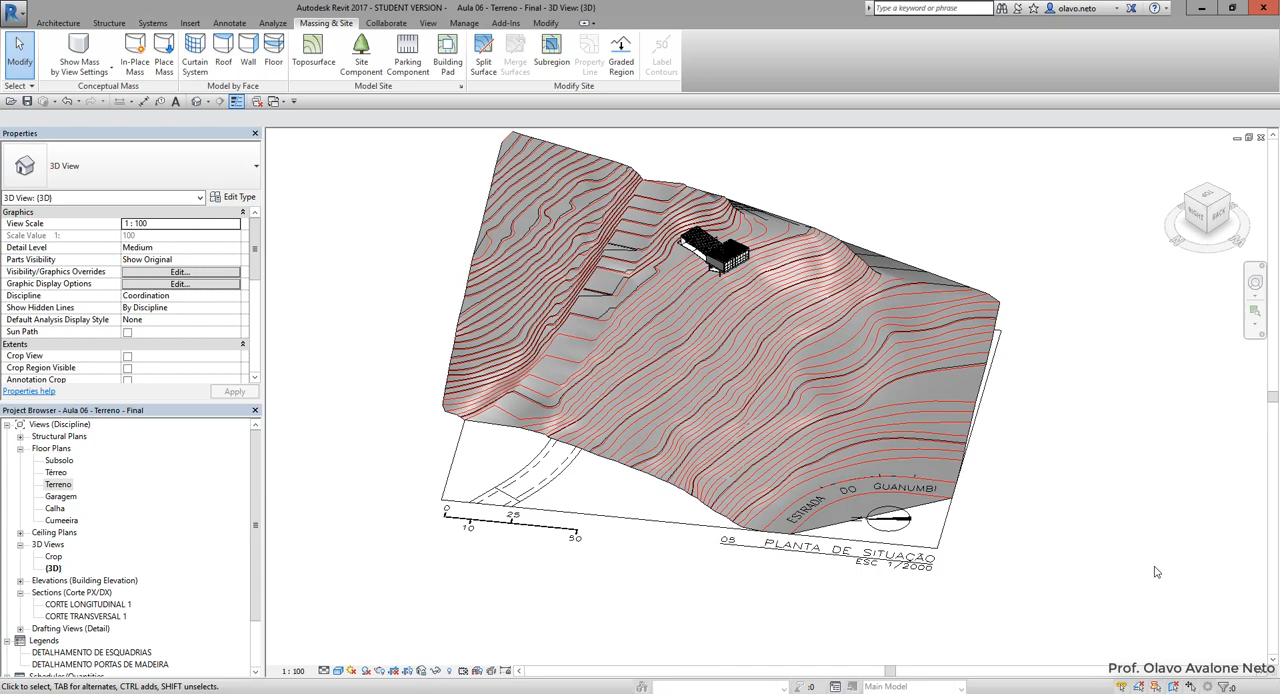 Autodesk Revit 2017 - STUDENT VERSION - Aula 06 - Terreno - Final - 3D View: {3D}
Type a keyword or phrase
olavo.neto
Architecture Structure Systems Insert Annotate Analyze Massing & Site Collaborate View Manage Add-Ins Modify
Modify
Show Mass
by View Settings
In-Place
Mass
Place
Mass
Curtain
System
Roof
Wall
Floor
Toposurface
Site
Component
Parking
Component
Building
Pad
Split
Surface
Merge
Surfaces
Subregion
Property
Line
Graded
Region
50
Label
Contours
Select
Conceptual Mass
Model by Face
Model Site
Modify Site
Properties
3D View
3D View: {3D}
Edit Type
Graphics
View Scale 1 : 100
Scale Value 1: 100
Detail Level Medium
Parts Visibility Show Original
Visibility/Graphics Overrides Edit...
Graphic Display Options Edit...
Discipline Coordination
Show Hidden Lines By Discipline
Default Analysis Display Style None
Sun Path
Extents
Crop View
Crop Region Visible
Annotation Crop
Properties help
Apply
Project Browser - Aula 06 - Terreno - Final
Views (Discipline)
Structural Plans
Floor Plans
Subsolo
Térreo
Terreno
Garagem
Calha
Cumeeira
Ceiling Plans
3D Views
Crop
{3D}
Elevations (Building Elevation)
Sections (Corte PX/DX)
CORTE LONGITUDINAL 1
CORTE TRANSVERSAL 1
Drafting Views (Detail)
Legends
DETALHAMENTO DE ESQUADRIAS
DETALHAMENTO PORTAS DE MADEIRA
RIGHT
BACK
ESTRADA DO GUANUMBI
0
25
10
50
05 PLANTA DE SITUAÇÃO
ESC 1/2000
1 : 100
Prof. Olavo Avalone Neto
Click to select, TAB for alternates, CTRL adds, SHIFT unselects.
:0
Main Model
:0